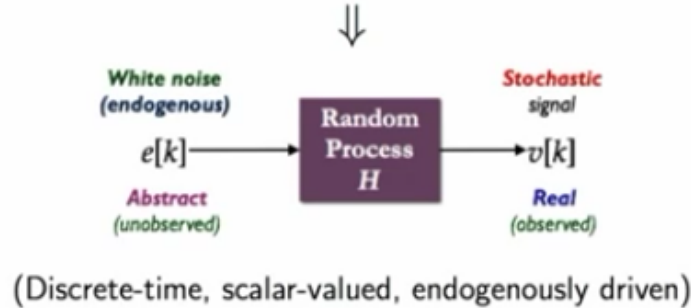 ⇓
White noise
(endogenous)
e[k]
Abstract
(unobserved)
Random
Process
H
Stochastic
signal
v[k]
Real
(observed)
(Discrete-time, scalar-valued, endogenously driven)